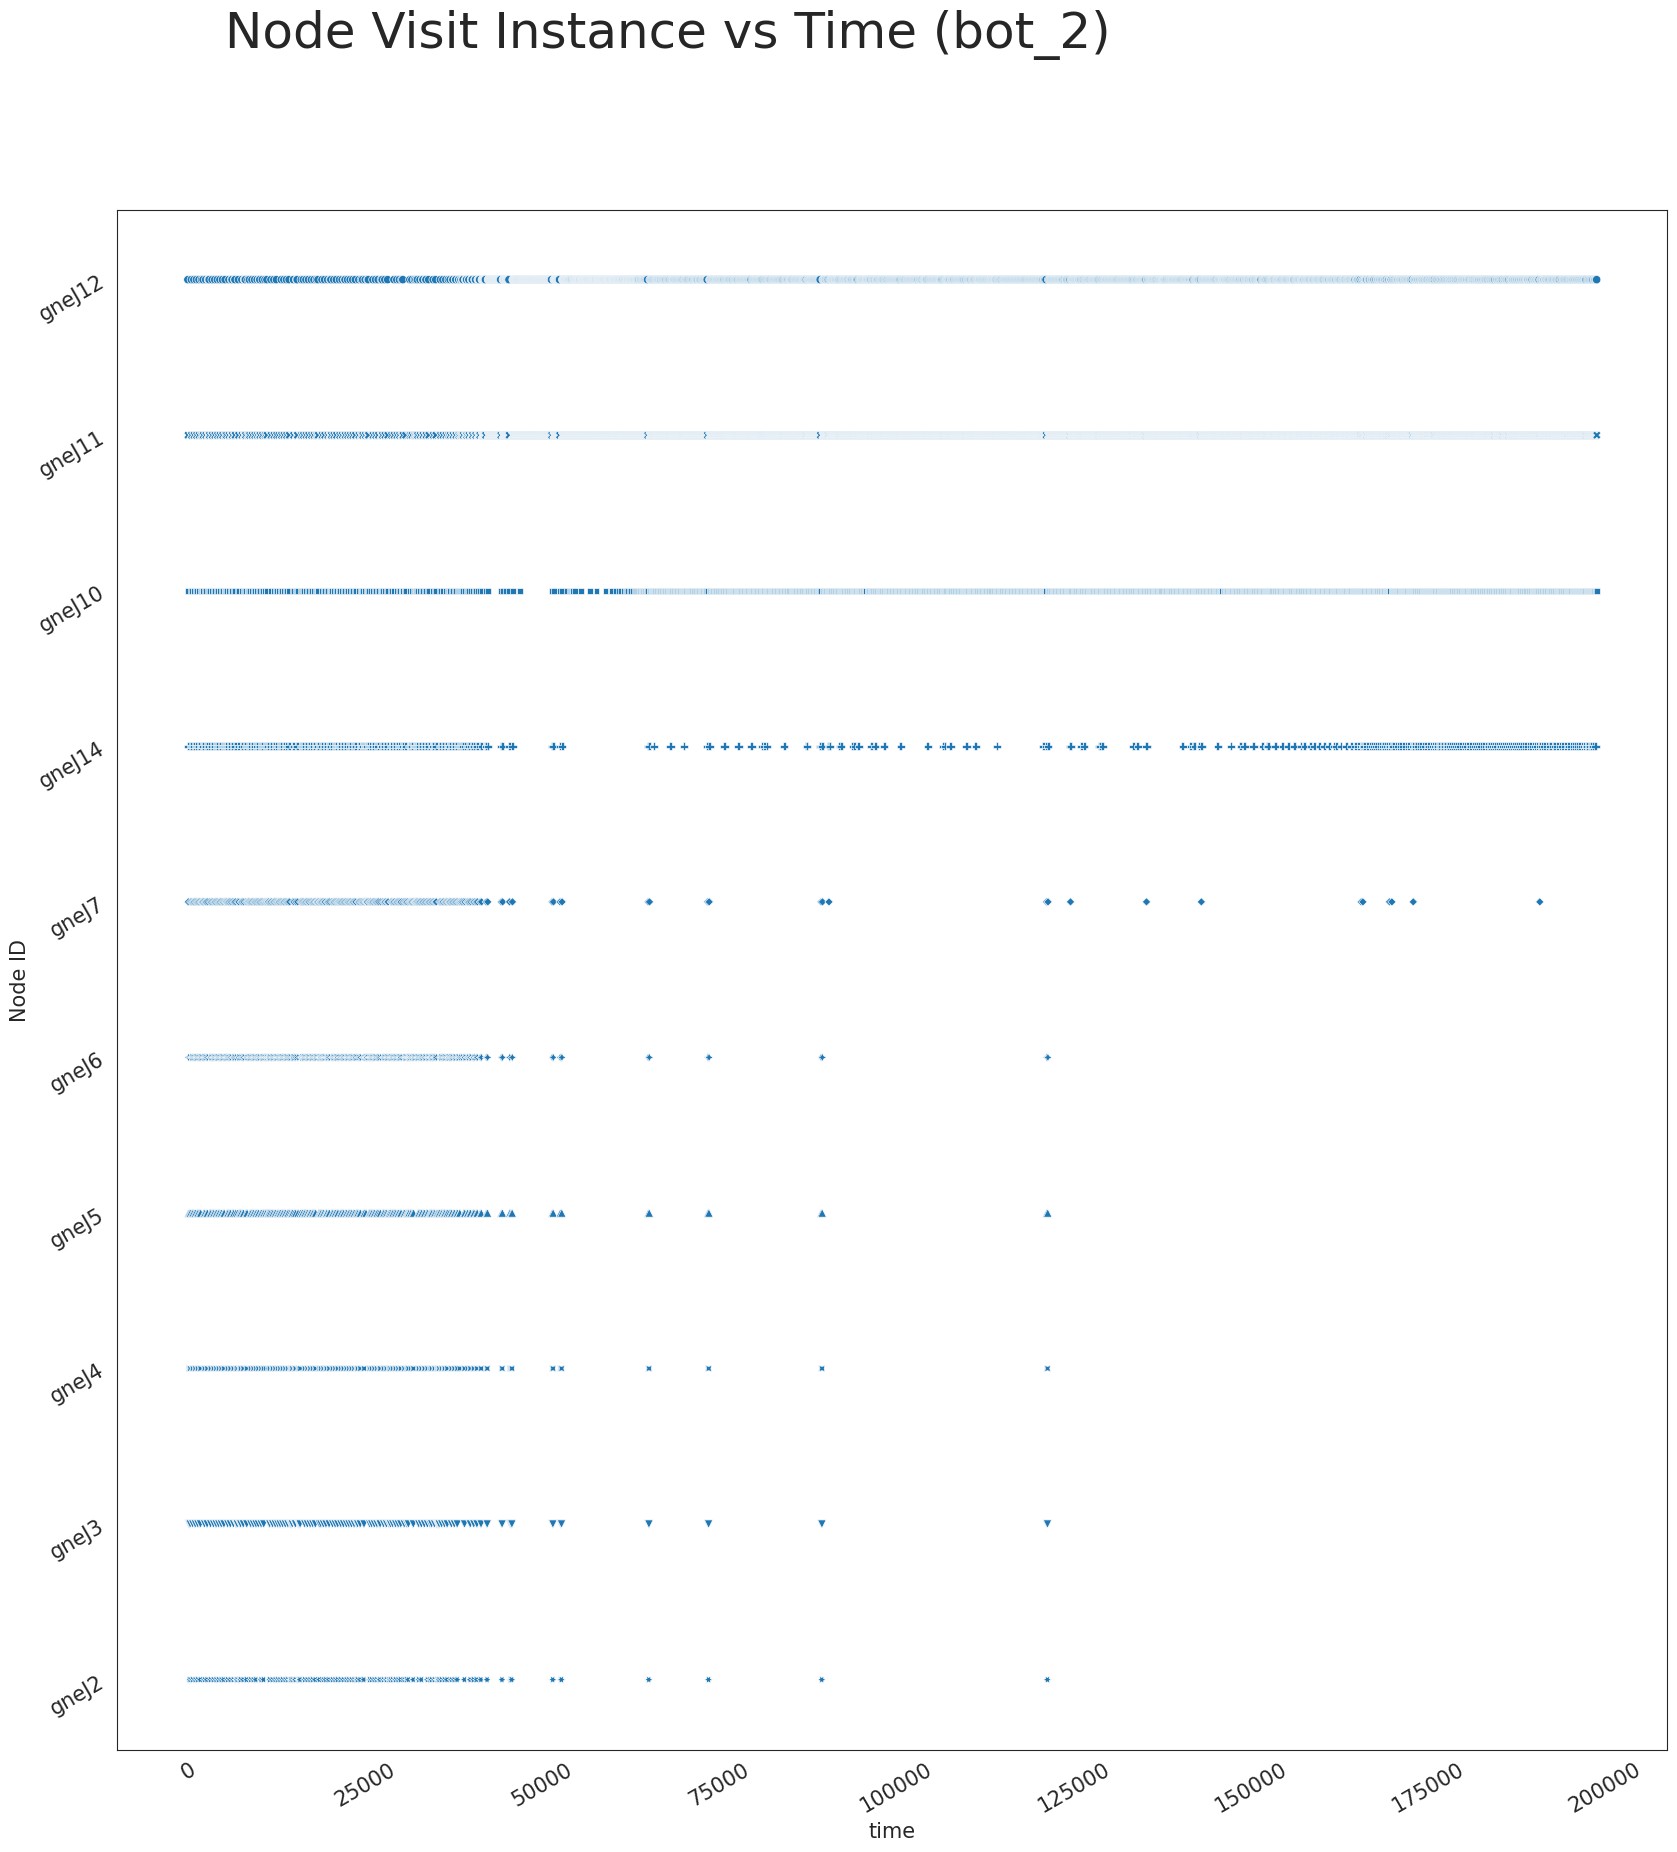 Node Visit Instance vs Time (bot_2)
gneJ12
gneJ11
gneJ10
gneJ14
gneJ7
gneJ6
gneJ5
gneJ4
gneJ3
gneJ2
Node ID
0
25000
50000
75000
100000
125000
150000
175000
200000
time